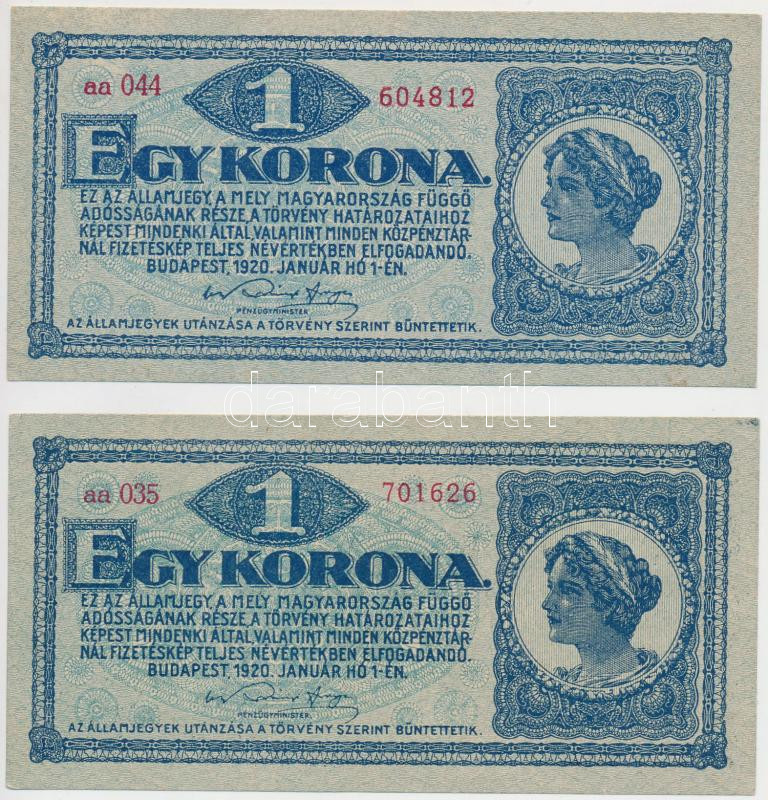 aa 044
1
604812
EGY KORONA.
EZ AZ ÁLLAMJEGY, A MELY MAGYARORSZÁG FÜGGŐ
ADÓSSÁGÁNAK RÉSZE, A TÖRVÉNY HATÁROZATAIHOZ
KÉPEST MINDENKI ÁLTAL, VALAMINT MINDEN KÖZPÉNZTÁR-
NÁL FIZETÉSKÉP TELJES NÉVÉRTÉKBEN ELFOGADANDÓ.
BUDAPEST, 1920. JANUÁR HÓ 1-ÉN.
PÉNZÜGYMINISTER.
AZ ÁLLAMJEGYEK UTÁNZÁSA A TÖRVÉNY SZERINT BÜNTETTETIK.
darabanth
aa 035
1
701626
EGY KORONA.
EZ AZ ÁLLAMJEGY, A MELY MAGYARORSZÁG FÜGGŐ
ADÓSSÁGÁNAK RÉSZE, A TÖRVÉNY HATÁROZATAIHOZ
KÉPEST MINDENKI ÁLTAL, VALAMINT MINDEN KÖZPÉNZTÁR-
NÁL FIZETÉSKÉP TELJES NÉVÉRTÉKBEN ELFOGADANDÓ.
BUDAPEST, 1920. JANUÁR HÓ 1-ÉN.
PÉNZÜGYMINISTER.
AZ ÁLLAMJEGYEK UTÁNZÁSA A TÖRVÉNY SZERINT BÜNTETTETIK.